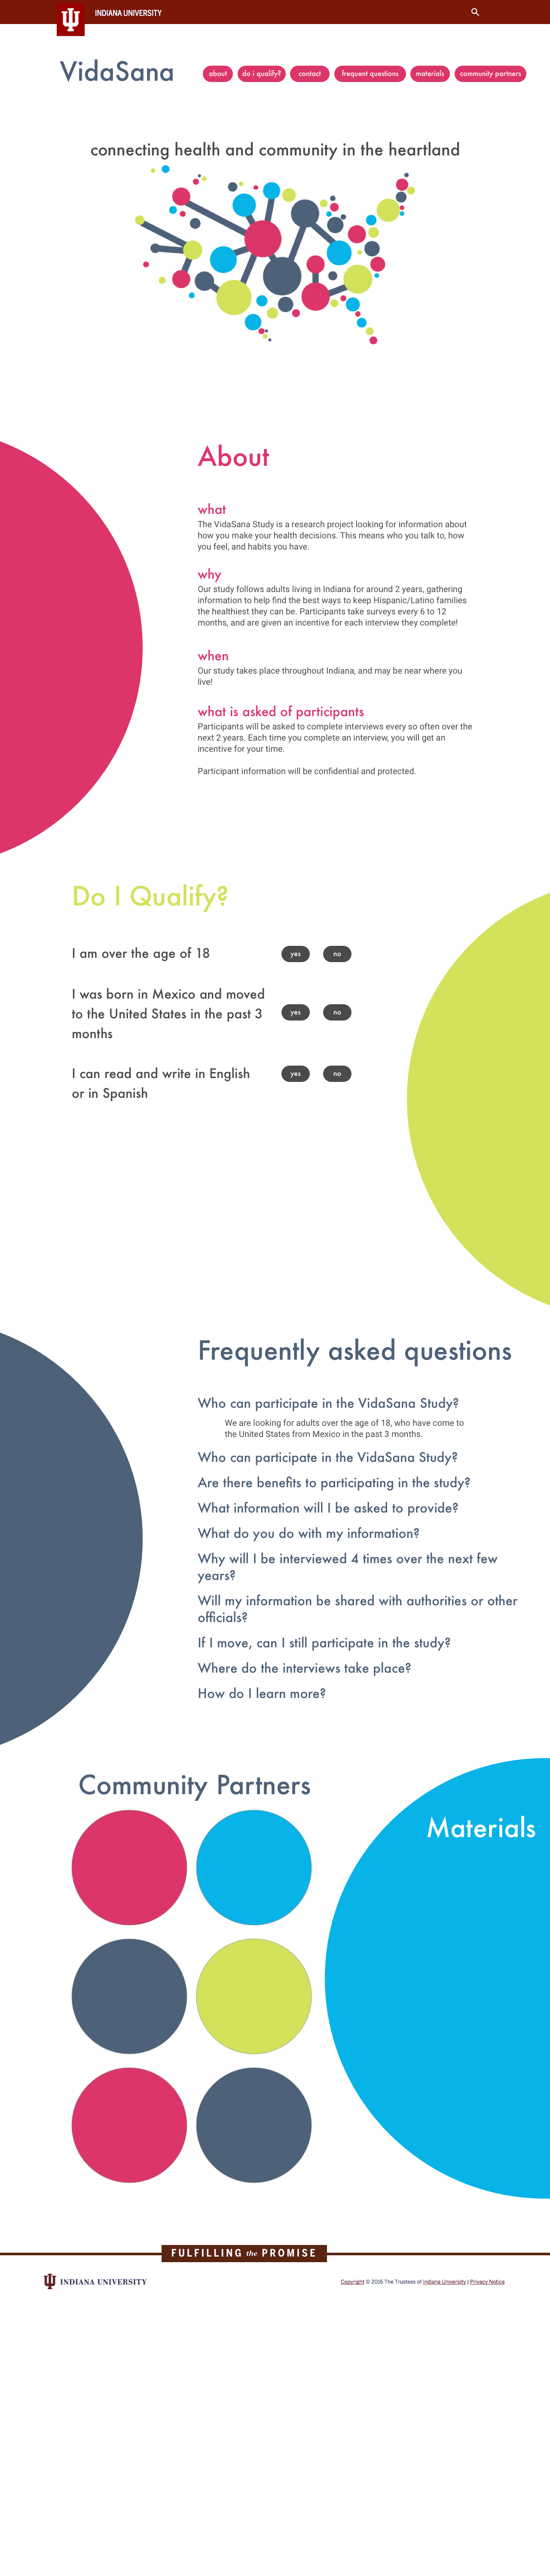 INDIANA UNIVERSITY
VidaSana
about
do i qualify?
contact
frequent questions
materials
community partners
connecting health and community in the heartland
About
what
The VidaSana Study is a research project looking for information about
how you make your health decisions. This means who you talk to, how
you feel, and habits you have.
why
Our study follows adults living in Indiana for around 2 years, gathering
information to help find the best ways to keep Hispanic/Latino families
the healthiest they can be. Participants take surveys every 6 to 12
months, and are given an incentive for each interview they complete!
when
Our study takes place throughout Indiana, and may be near where you
live!
what is asked of participants
Participants will be asked to complete interviews every so often over the
next 2 years. Each time you complete an interview, you will get an
incentive for your time.
Participant information will be confidential and protected.
Do I Qualify?
I am over the age of 18
yes
no
I was born in Mexico and moved
to the United States in the past 3
months
yes
no
I can read and write in English
or in Spanish
yes
no
Frequently asked questions
Who can participate in the VidaSana Study?
We are looking for adults over the age of 18, who have come to
the United States from Mexico in the past 3 months.
Who can participate in the VidaSana Study?
Are there benefits to participating in the study?
What information will I be asked to provide?
What do you do with my information?
Why will I be interviewed 4 times over the next few
years?
Will my information be shared with authorities or other
officials?
If I move, can I still participate in the study?
Where do the interviews take place?
How do I learn more?
Community Partners
Materials
FULFILLING the PROMISE
INDIANA UNIVERSITY
Copyright © 2016 The Trustees of Indiana University | Privacy Notice